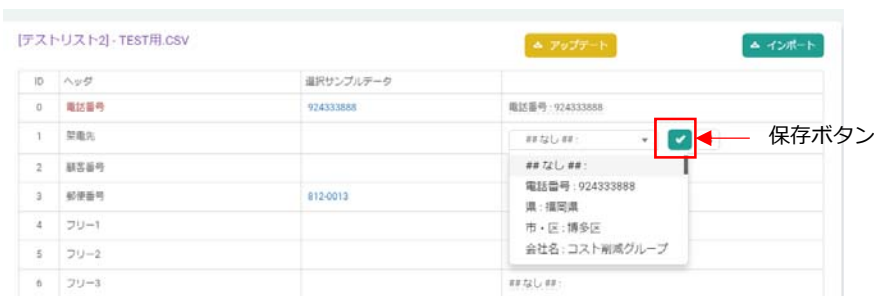 [テストリスト2] - TEST用.CSV
アップデート
インポート
ID ヘッダ 選択サンプルデータ
0 電話番号 924333888 電話番号 : 924333888
1 架電先 ## なし ## :
保存ボタン
2 顧客番号 ## なし ## :
電話番号 : 924333888
3 郵便番号 812-0013
県 : 福岡県
4 フリー1 市・区 : 博多区
5 フリー2 会社名 : コスト削減グループ
6 フリー3 ## なし ## :